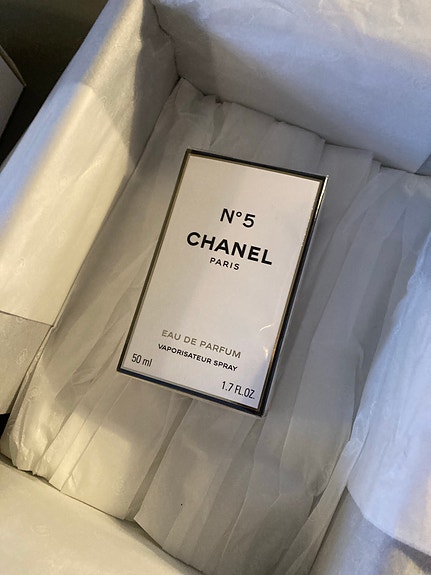 N°5
CHANEL
PARIS
EAU DE PARFUM
VAPORISATEUR SPRAY
50 ml
1.7 FL.OZ.